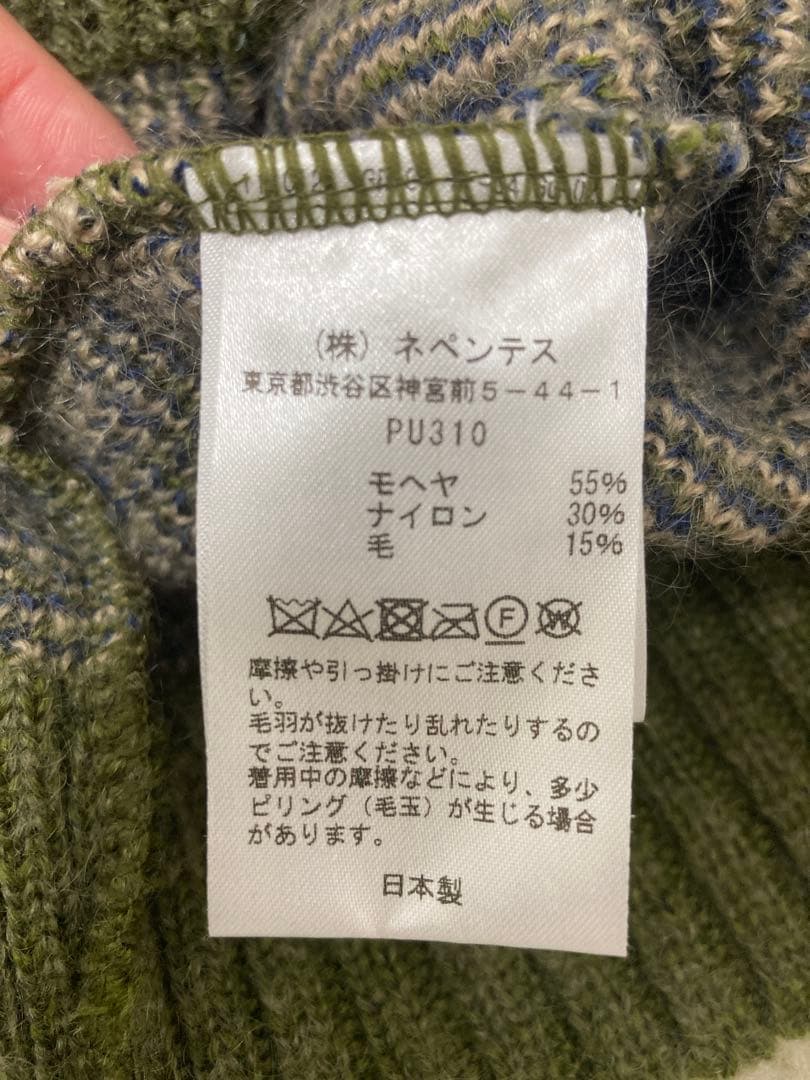 (株) ネペンテス
東京都渋谷区神宮前5-44-1
PU310
モヘヤ 55%
ナイロン 30%
毛 15%
F W
摩擦や引っ掛けにご注意くださ
い。
毛羽が抜けたり乱れたりするの
でご注意ください。
着用中の摩擦などにより、多少
ピリング(毛玉)が生じる場合
があります。
日本製